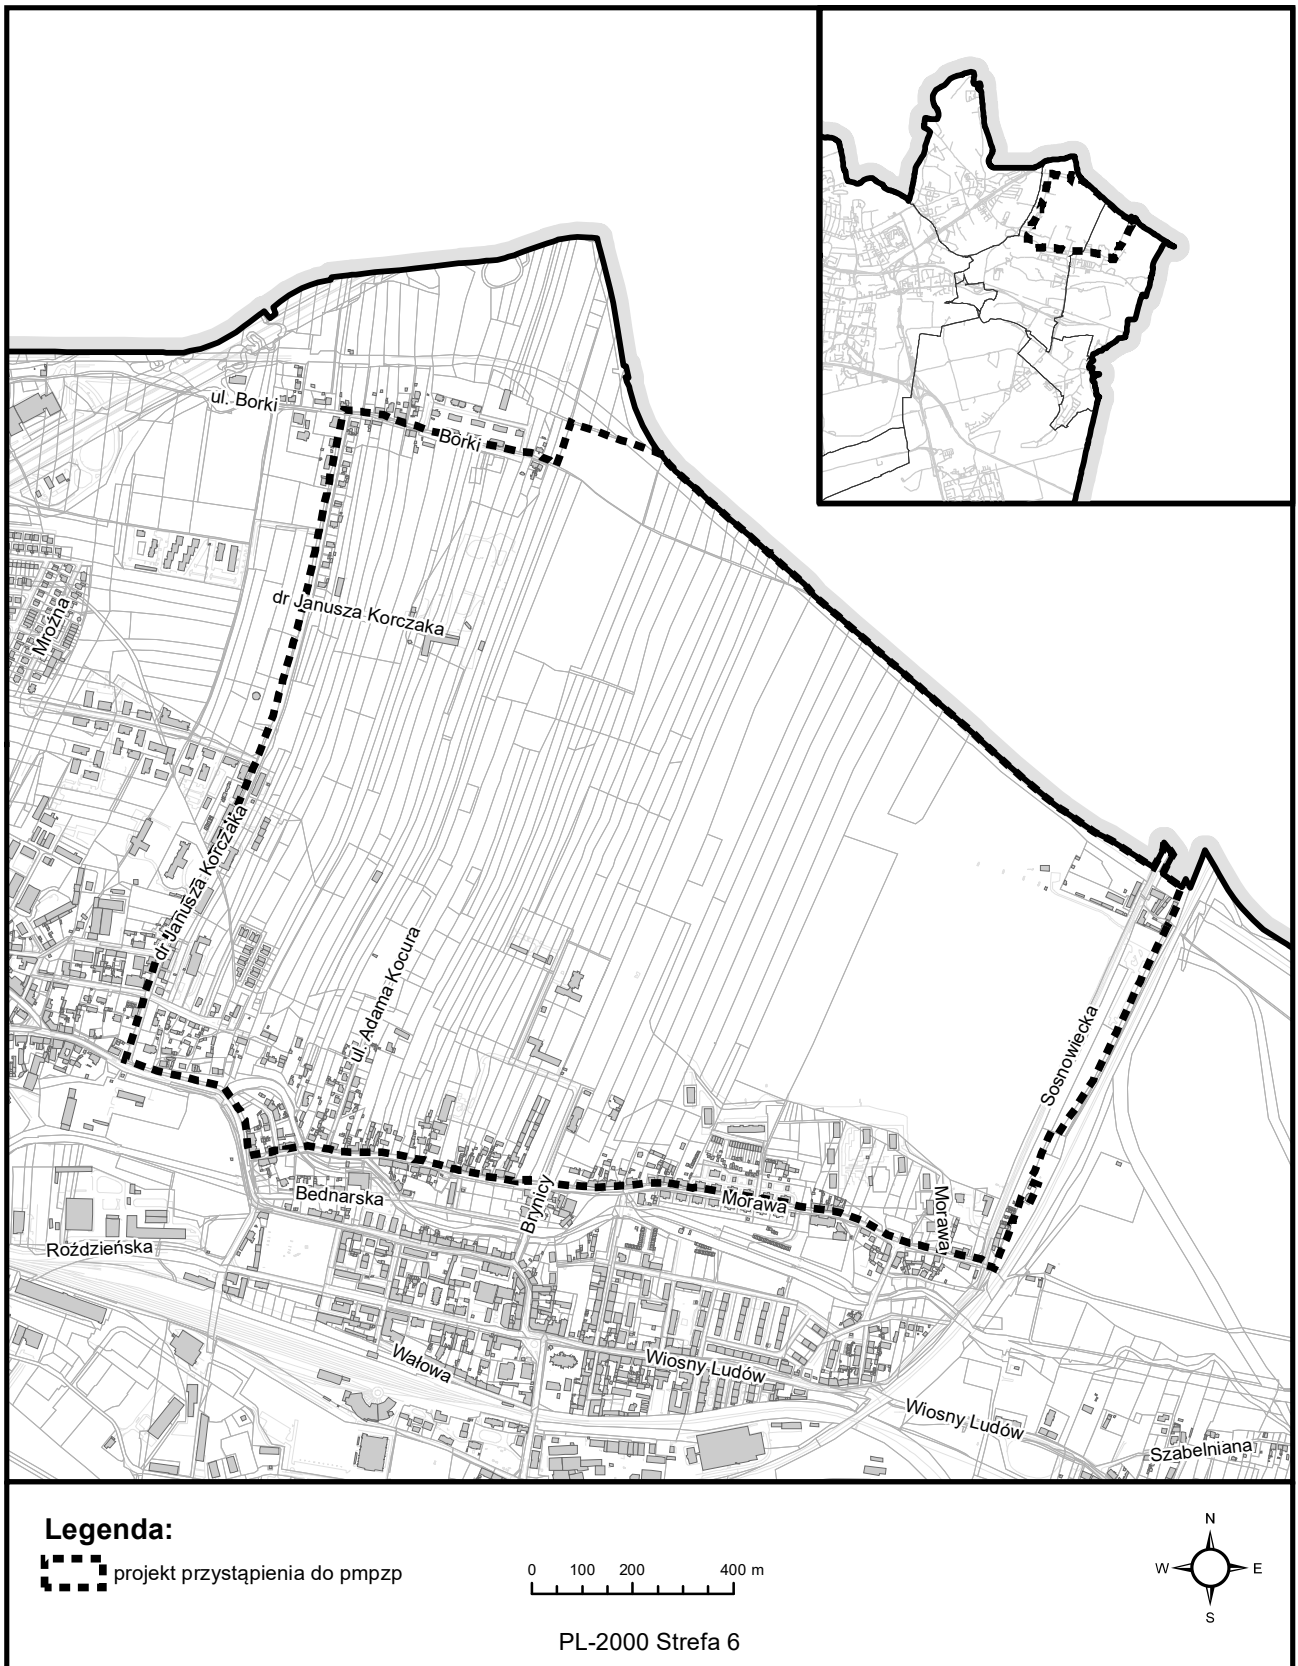 ul. Borki
Borki
dr Janusza Korczaka
Mroźna
dr Janusza Korczaka
ul. Adama Kocura
Sosnowiecka
Bednarska
Brynicy
Morawa
Morawa
Roździeńska
Wałowa
Wiosny Ludów
Wiosny Ludów
Szabelniana
Legenda:
projekt przystąpienia do pmpzp
0 100 200 400 m
PL-2000 Strefa 6
N
W E
S